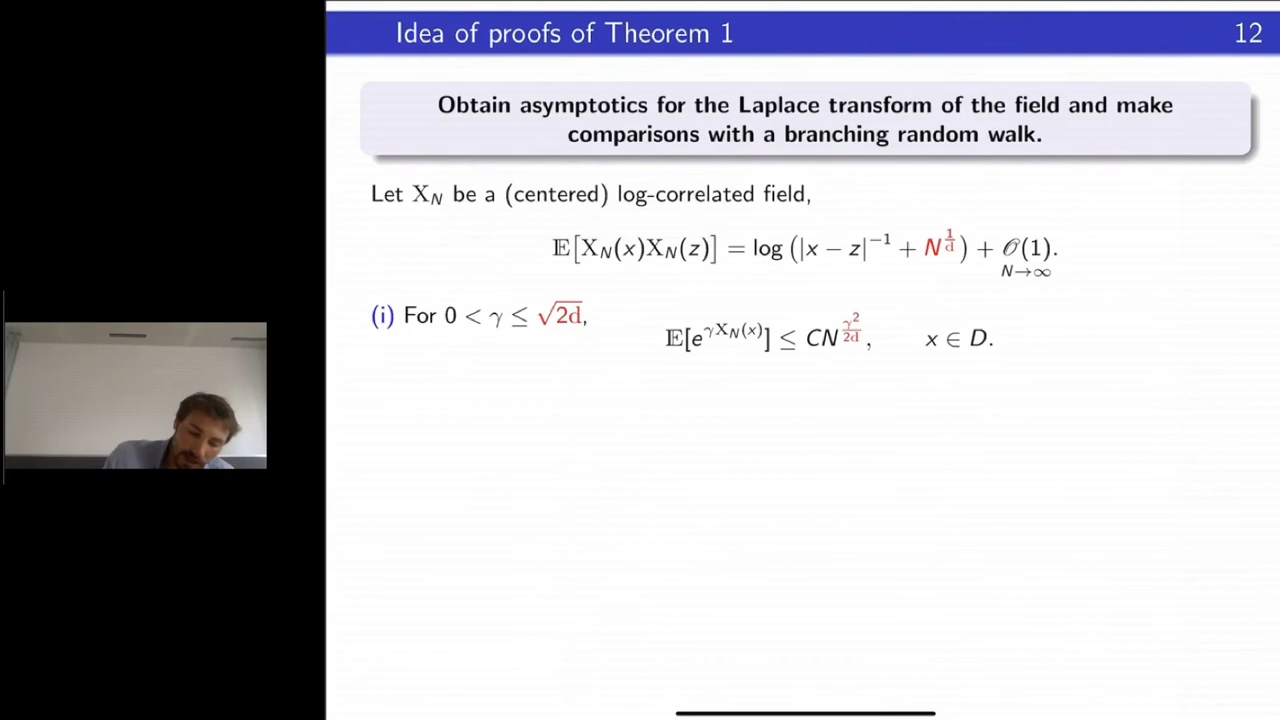 Idea of proofs of Theorem 1 12
Obtain asymptotics for the Laplace transform of the field and make
comparisons with a branching random walk.
Let X_N be a (centered) log-correlated field,
𝔼[X_N(x)X_N(z)] = log (|x − z|^{−1} + N^{1/d}) + 𝒪(1).
N→∞
(i) For 0 < γ ≤ √2d,
𝔼[e^{γX_N(x)}] ≤ CN^{γ²/2d}, x ∈ D.